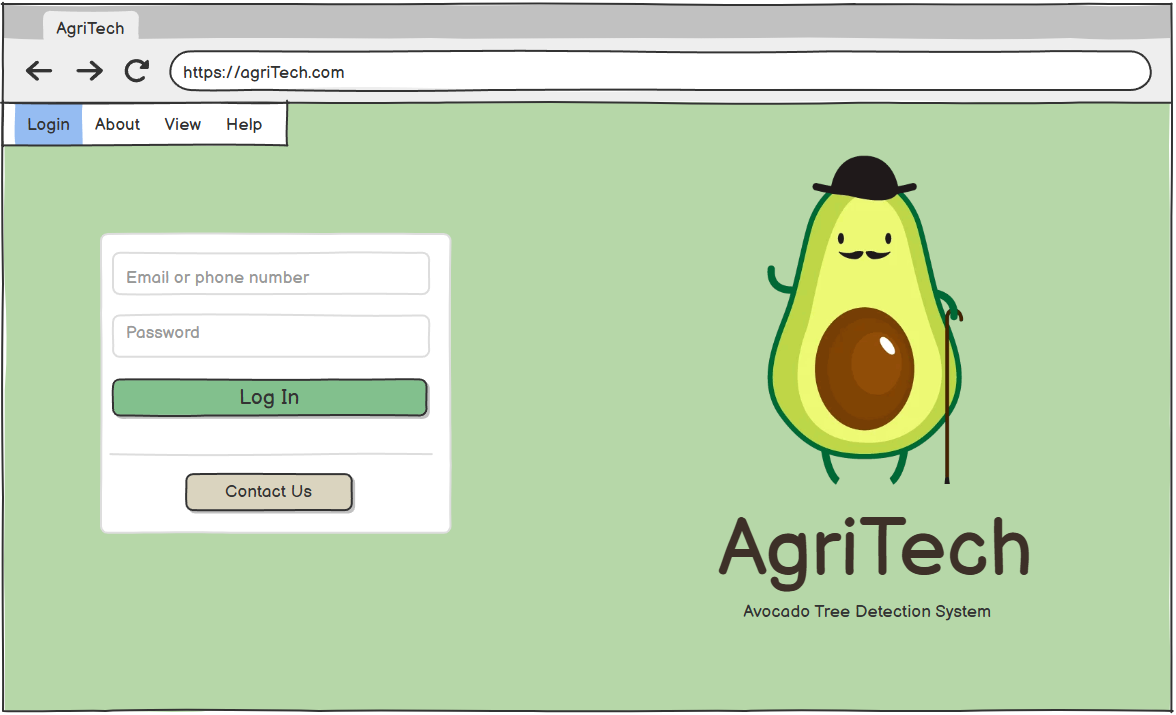 AgriTech
https://agriTech.com
Login About View Help
Email or phone number
Password
Log In
Contact Us
AgriTech
Avocado Tree Detection System